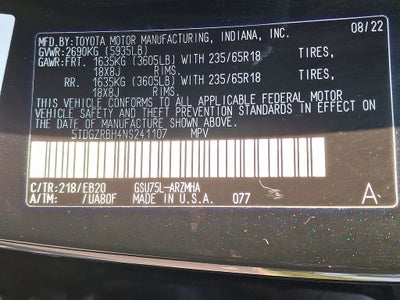 MFD.BY:TOYOTA MOTOR MANUFACTURING, INDIANA, INC.
GVWR:2690KG (5935LB) 08/22
GAWR:FRT. 1635KG (3605LB) WITH 235/65R18 TIRES,
18X8J RIMS.
RR. 1635KG (3605LB) WITH 235/65R18 TIRES,
18X8J RIMS.
THIS VEHICLE CONFORMS TO ALL APPLICABLE FEDERAL MOTOR
VEHICLE SAFETY AND THEFT PREVENTION STANDARDS IN EFFECT ON
THE DATE OF MANUFACTURE SHOWN ABOVE.
5TDGZRBH4NS241107 MPV
C/TR:218/EB20 GSU75L-ARZMHA
A/TM: /UA80F MADE IN U.S.A. 077 A